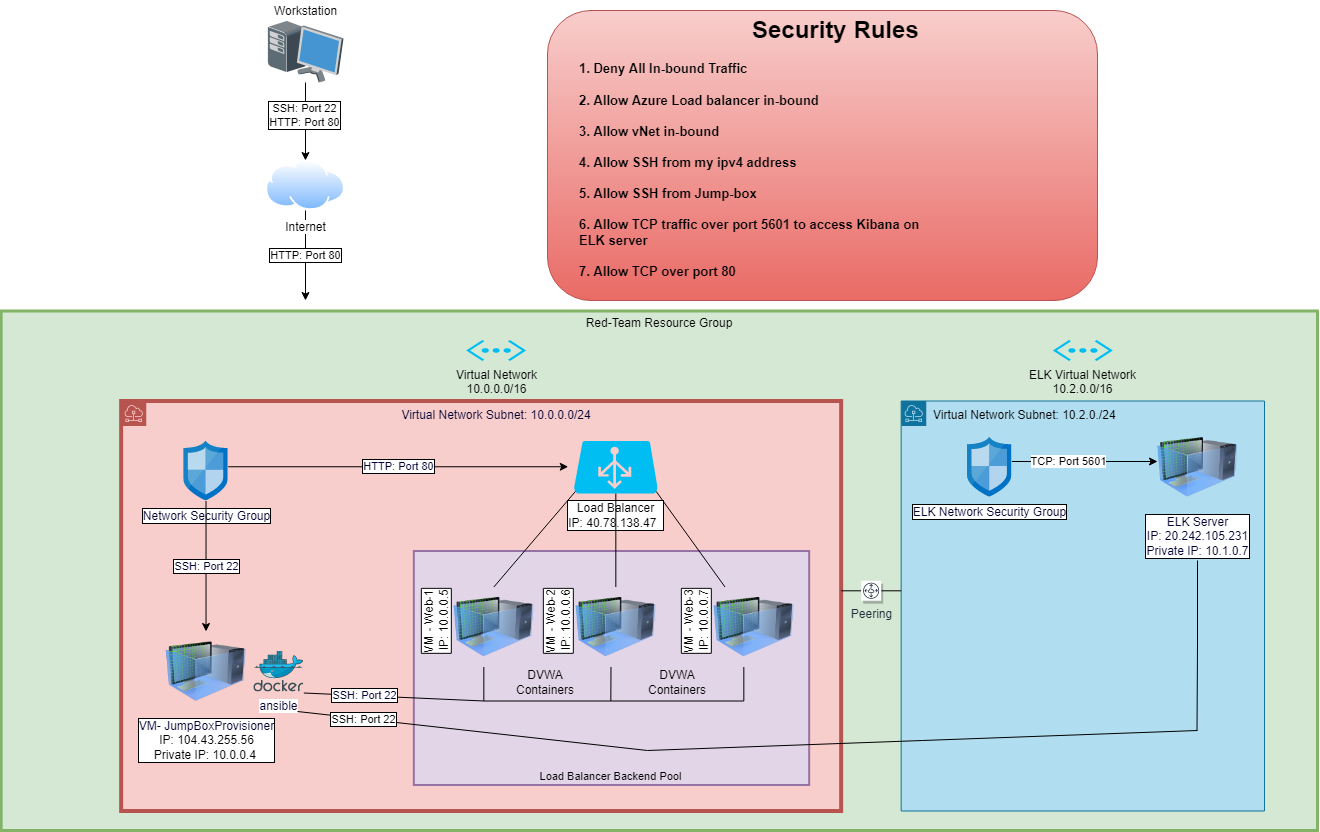 Workstation
SSH: Port 22
HTTP: Port 80
Internet
HTTP: Port 80
Security Rules
1. Deny All In-bound Traffic
2. Allow Azure Load balancer in-bound
3. Allow vNet in-bound
4. Allow SSH from my ipv4 address
5. Allow SSH from Jump-box
6. Allow TCP traffic over port 5601 to access Kibana on
ELK server
7. Allow TCP over port 80
Red-Team Resource Group
Virtual Network
10.0.0.0/16
ELK Virtual Network
10.2.0.0/16
Virtual Network Subnet: 10.0.0.0/24
HTTP: Port 80
Network Security Group
Load Balancer
IP: 40.78.138.47
SSH: Port 22
VM - Web-1
IP: 10.0.0.5
VM - Web-2
IP: 10.0.0.6
VM - Web-3
IP: 10.0.0.7
DVWA
Containers
DVWA
Containers
docker
ansible
SSH: Port 22
SSH: Port 22
VM- JumpBoxProvisioner
IP: 104.43.255.56
Private IP: 10.0.0.4
Load Balancer Backend Pool
Peering
Virtual Network Subnet: 10.2.0./24
TCP: Port 5601
ELK Network Security Group
ELK Server
IP: 20.242.105.231
Private IP: 10.1.0.7